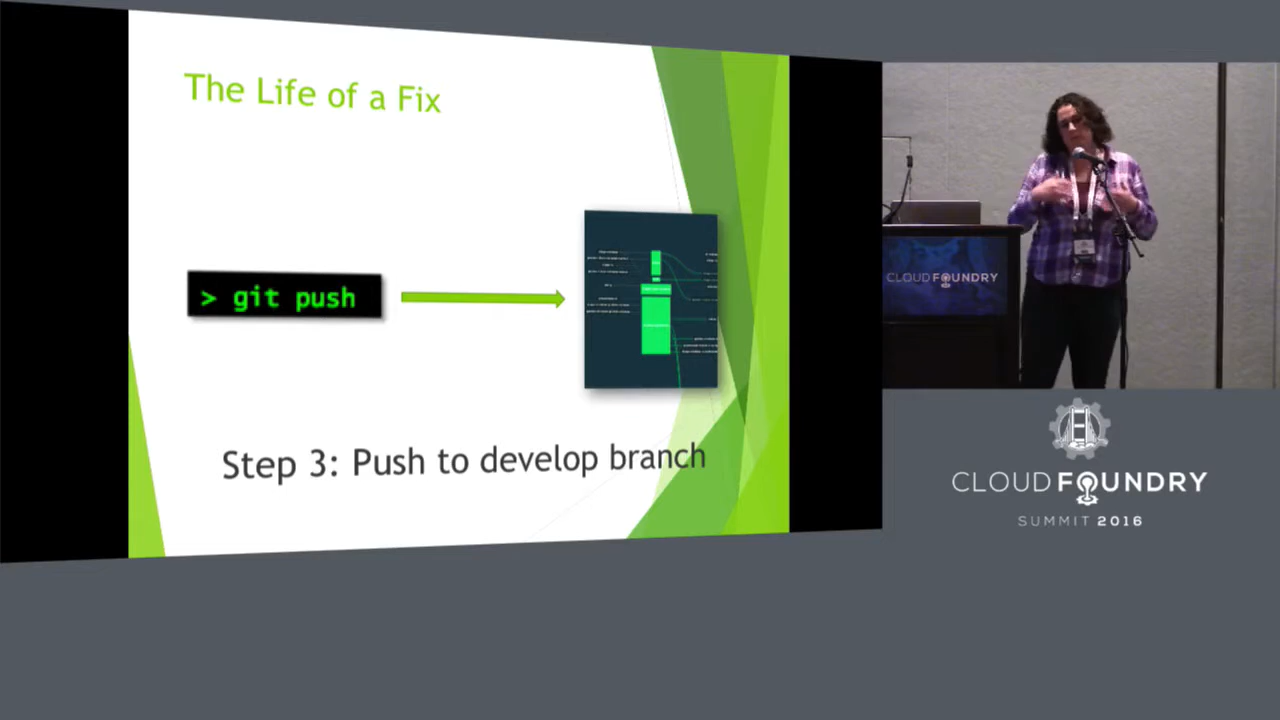 The Life of a Fix
> git push
Step 3: Push to develop branch
CLOUD FOUNDRY
CLOUD FOUNDRY
SUMMIT 2016